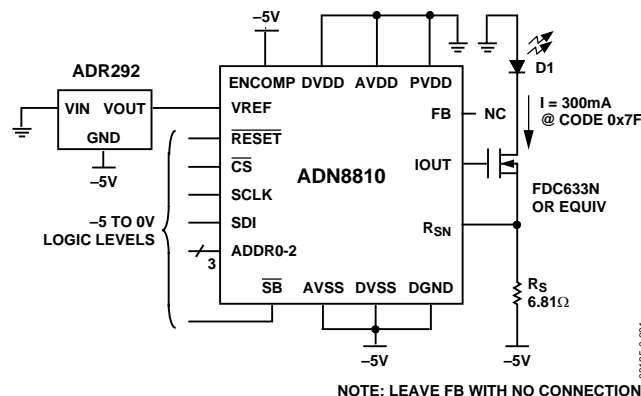 –5V
ADR292
VIN VOUT
GND
–5V
ENCOMP DVDD AVDD PVDD
VREF
RESET
CS
SCLK
SDI
ADDR0-2
3
SB AVSS DVSS DGND
ADN8810
FB NC
IOUT
RSN
–5 TO 0V
LOGIC LEVELS
–5V
D1
I = 300mA
@ CODE 0x7F
FDC633N
OR EQUIV
RS
6.81Ω
–5V
NOTE: LEAVE FB WITH NO CONNECTION